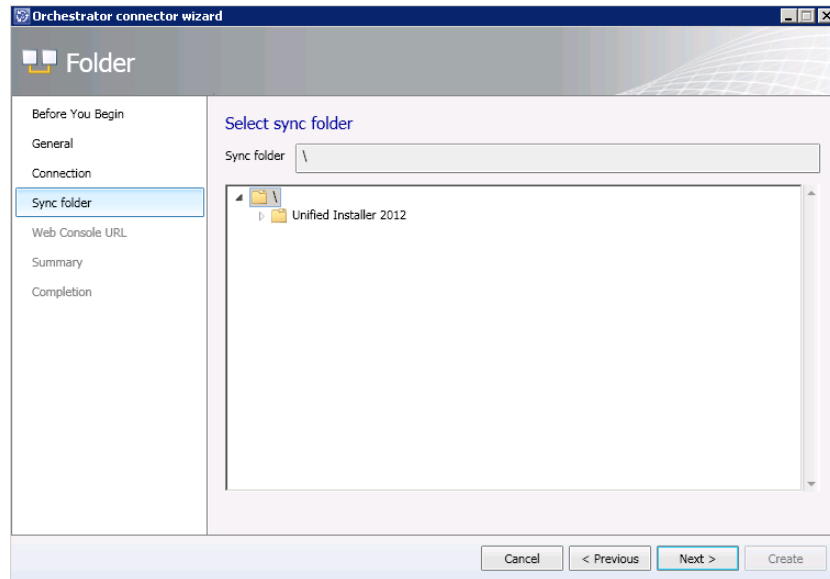 Orchestrator connector wizard
Folder
Before You Begin
General
Connection
Sync folder
Web Console URL
Summary
Completion
Select sync folder
Sync folder \
\
Unified Installer 2012
Cancel < Previous Next > Create